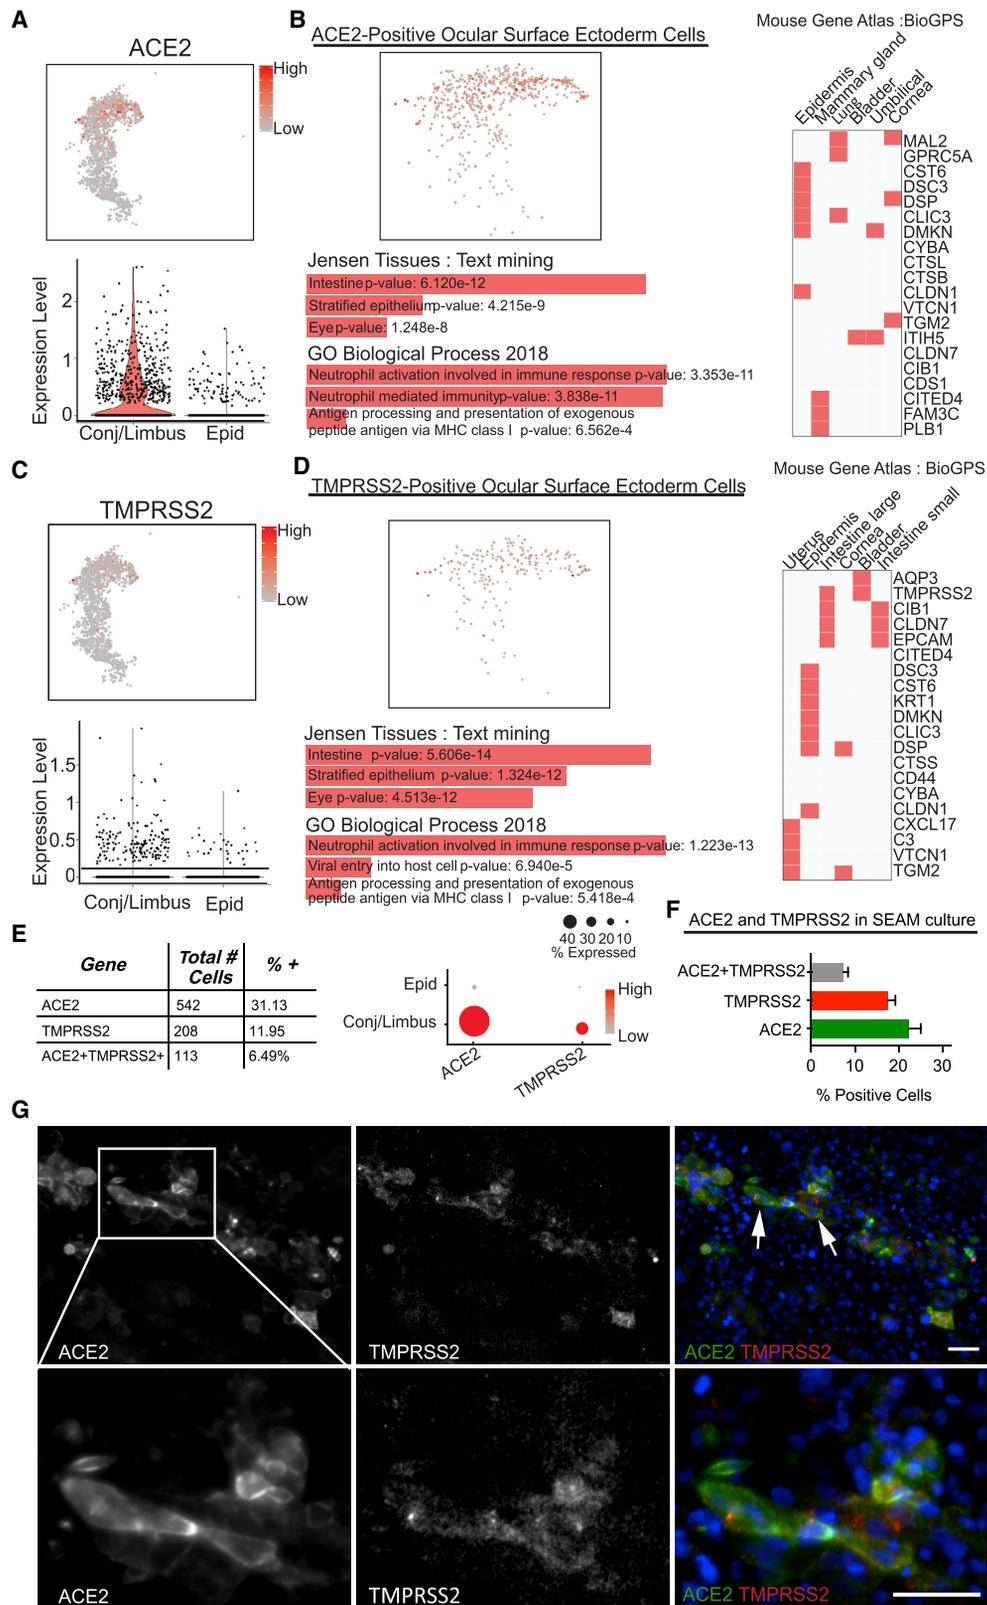 A
ACE2
High
Low
Expression Level
2
1
0
Conj/Limbus
Epid
B
ACE2-Positive Ocular Surface Ectoderm Cells
Jensen Tissues : Text mining
Intestine p-value: 6.120e-12
Stratified epitheliump-value: 4.215e-9
Eye p-value: 1.248e-8
GO Biological Process 2018
Neutrophil activation involved in immune response p-value: 3.353e-11
Neutrophil mediated immunityp-value: 3.838e-11
Antigen processing and presentation of exogenous
peptide antigen via MHC class I p-value: 6.562e-4
Mouse Gene Atlas :BioGPS
Epidermis
Mammary gland
Lung
Bladder
Umbilical
Cornea
MAL2
GPRC5A
CST6
DSC3
DSP
CLIC3
DMKN
CYBA
CTSL
CTSB
CLDN1
VTCN1
TGM2
ITIH5
CLDN7
CIB1
CDS1
CITED4
FAM3C
PLB1
C
TMPRSS2
High
Low
Expression Level
1.5
1
0.5
0
Conj/Limbus
Epid
D
TMPRSS2-Positive Ocular Surface Ectoderm Cells
Jensen Tissues : Text mining
Intestine p-value: 5.606e-14
Stratified epithelium p-value: 1.324e-12
Eye p-value: 4.513e-12
GO Biological Process 2018
Neutrophil activation involved in immune response p-value: 1.223e-13
Viral entry into host cell p-value: 6.940e-5
Antigen processing and presentation of exogenous
peptide antigen via MHC class I p-value: 5.418e-4
Mouse Gene Atlas : BioGPS
Uterus
Epidermis
Intestine large
Cornea
Bladder
Intestine small
AQP3
TMPRSS2
CIB1
CLDN7
EPCAM
CITED4
DSC3
CST6
KRT1
DMKN
CLIC3
DSP
CTSS
CD44
CYBA
CLDN1
CXCL17
C3
VTCN1
TGM2
E
Gene Total # Cells % +
ACE2 542 31.13
TMPRSS2 208 11.95
ACE2+TMPRSS2+ 113 6.49%
40 30 20 10
% Expressed
Epid
Conj/Limbus
High
Low
ACE2
TMPRSS2
F
ACE2 and TMPRSS2 in SEAM culture
ACE2+TMPRSS2
TMPRSS2
ACE2
0 10 20 30
% Positive Cells
G
ACE2
TMPRSS2
ACE2 TMPRSS2
ACE2
TMPRSS2
ACE2 TMPRSS2